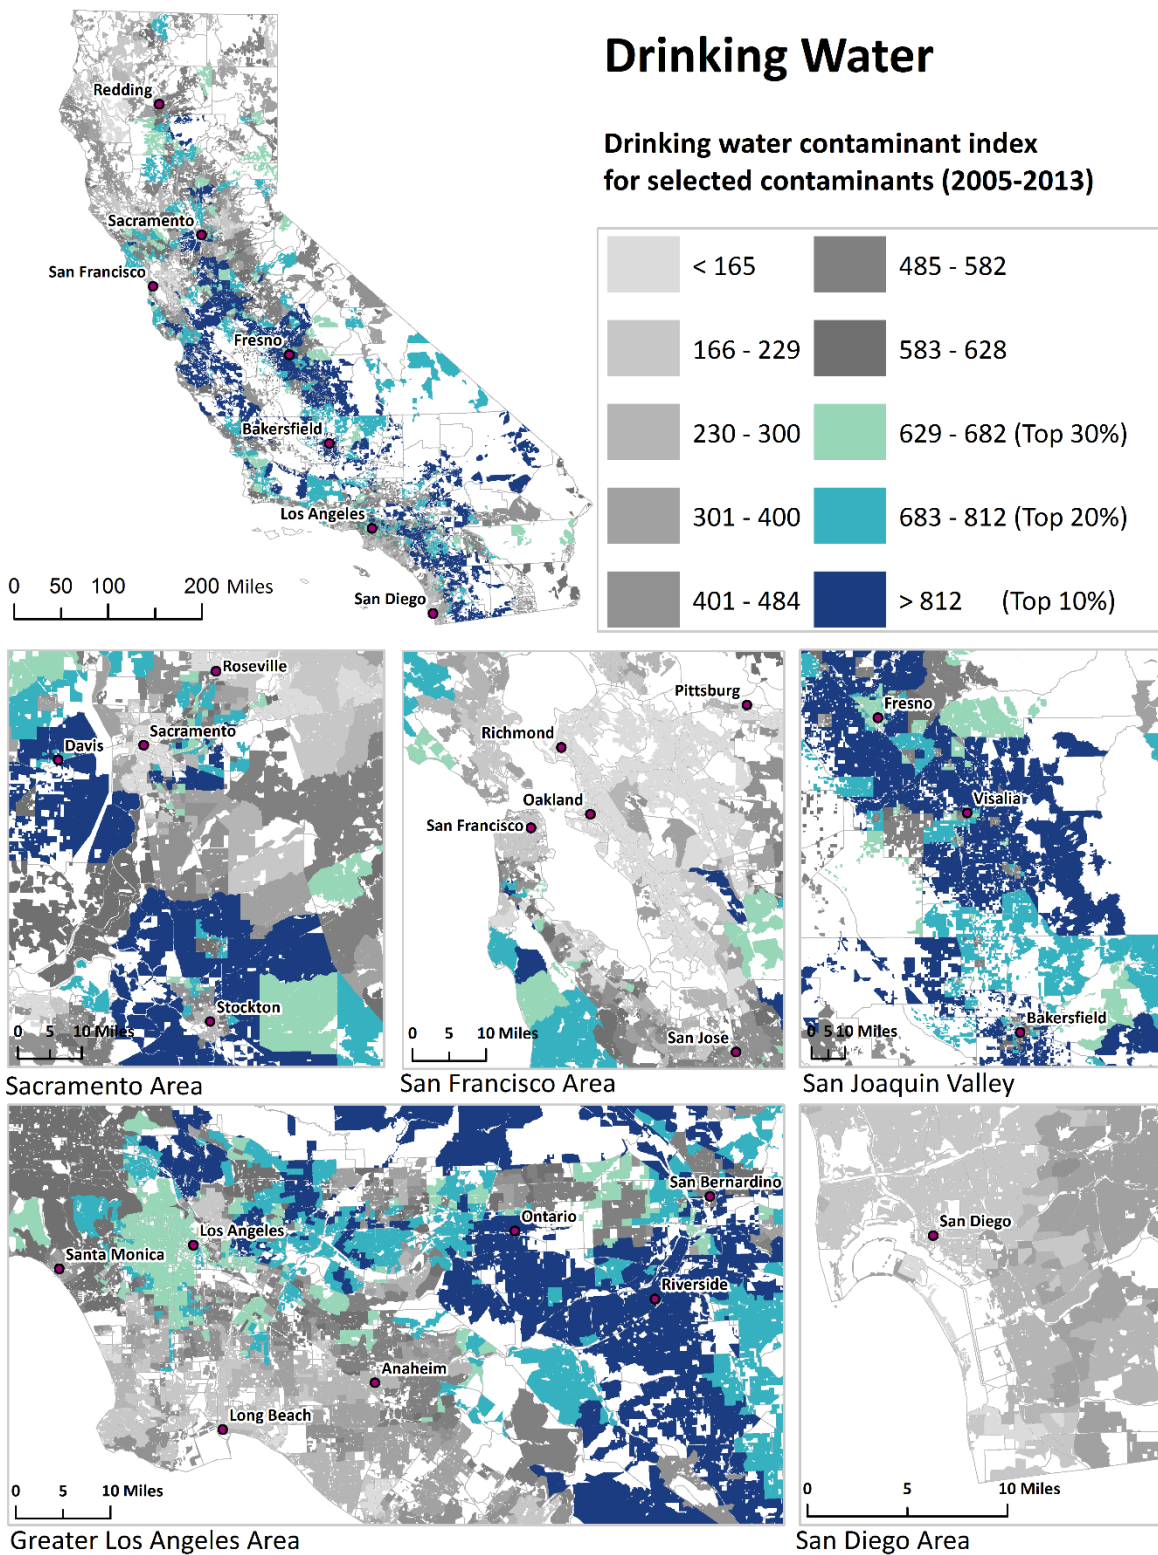 Drinking Water
Drinking water contaminant index
for selected contaminants (2005-2013)
< 165
485 - 582
166 - 229
583 - 628
230 - 300
629 - 682 (Top 30%)
301 - 400
683 - 812 (Top 20%)
401 - 484
> 812 (Top 10%)
Redding
Sacramento
San Francisco
Fresno
Bakersfield
Los Angeles
San Diego
0 50 100 200 Miles
Roseville
Sacramento
Davis
Stockton
0 5 10 Miles
Sacramento Area
Pittsburg
Richmond
Oakland
San Francisco
San Jose
0 5 10 Miles
San Francisco Area
Fresno
Visalia
Bakersfield
0 5 10 Miles
San Joaquin Valley
San Bernardino
Ontario
Los Angeles
Santa Monica
Riverside
Anaheim
Long Beach
0 5 10 Miles
Greater Los Angeles Area
San Diego
0 5 10 Miles
San Diego Area